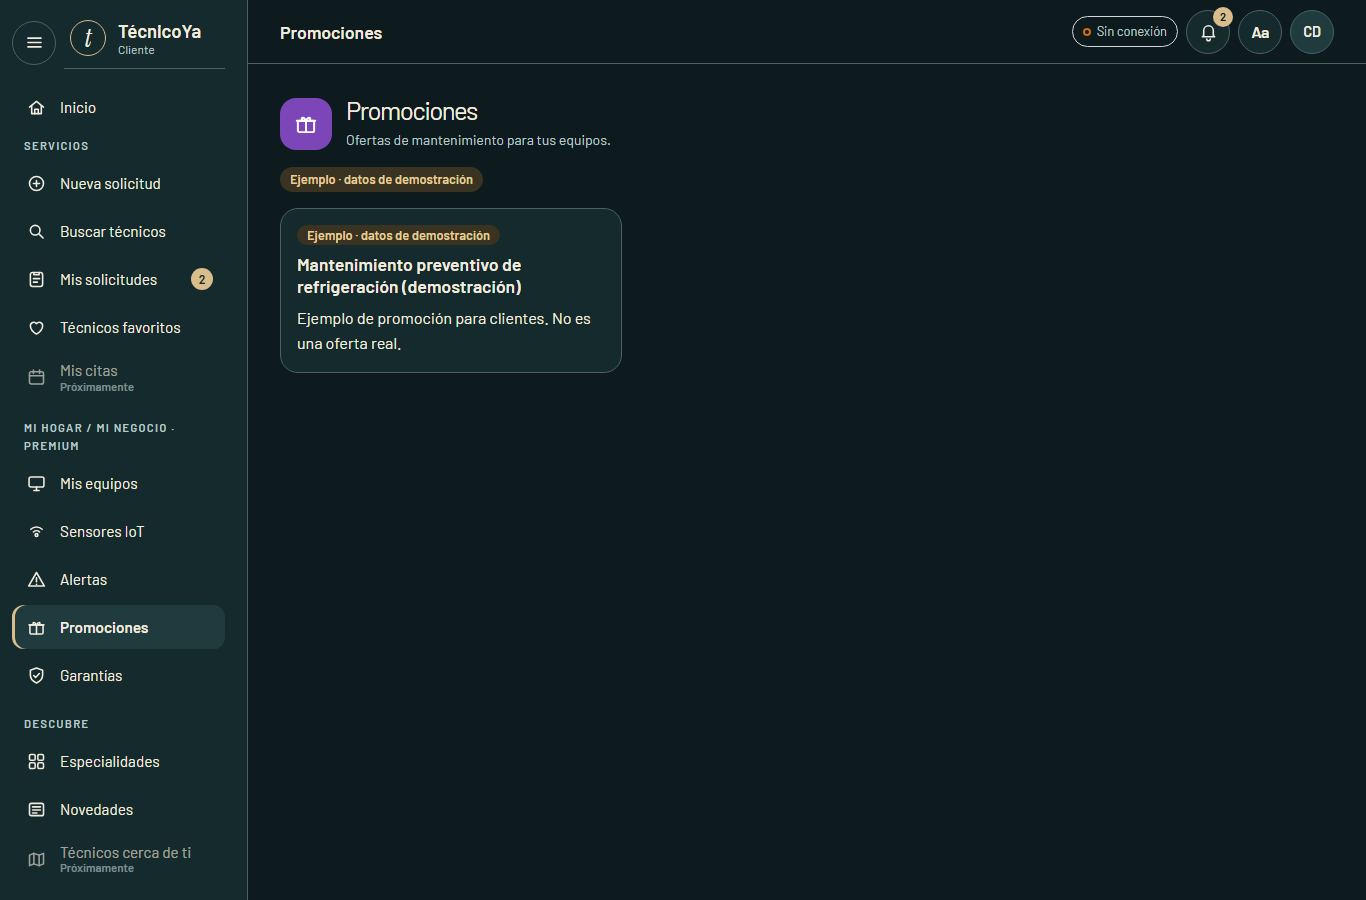 t
TécnicoYa
Cliente
Inicio
SERVICIOS
Nueva solicitud
Buscar técnicos
Mis solicitudes
2
Técnicos favoritos
Mis citas
Próximamente
MI HOGAR / MI NEGOCIO ·
PREMIUM
Mis equipos
Sensores IoT
Alertas
Promociones
Garantías
DESCUBRE
Especialidades
Novedades
Técnicos cerca de ti
Próximamente
Promociones
Sin conexión
2
Aa
CD
Promociones
Ofertas de mantenimiento para tus equipos.
Ejemplo · datos de demostración
Ejemplo · datos de demostración
Mantenimiento preventivo de
refrigeración (demostración)
Ejemplo de promoción para clientes. No es
una oferta real.